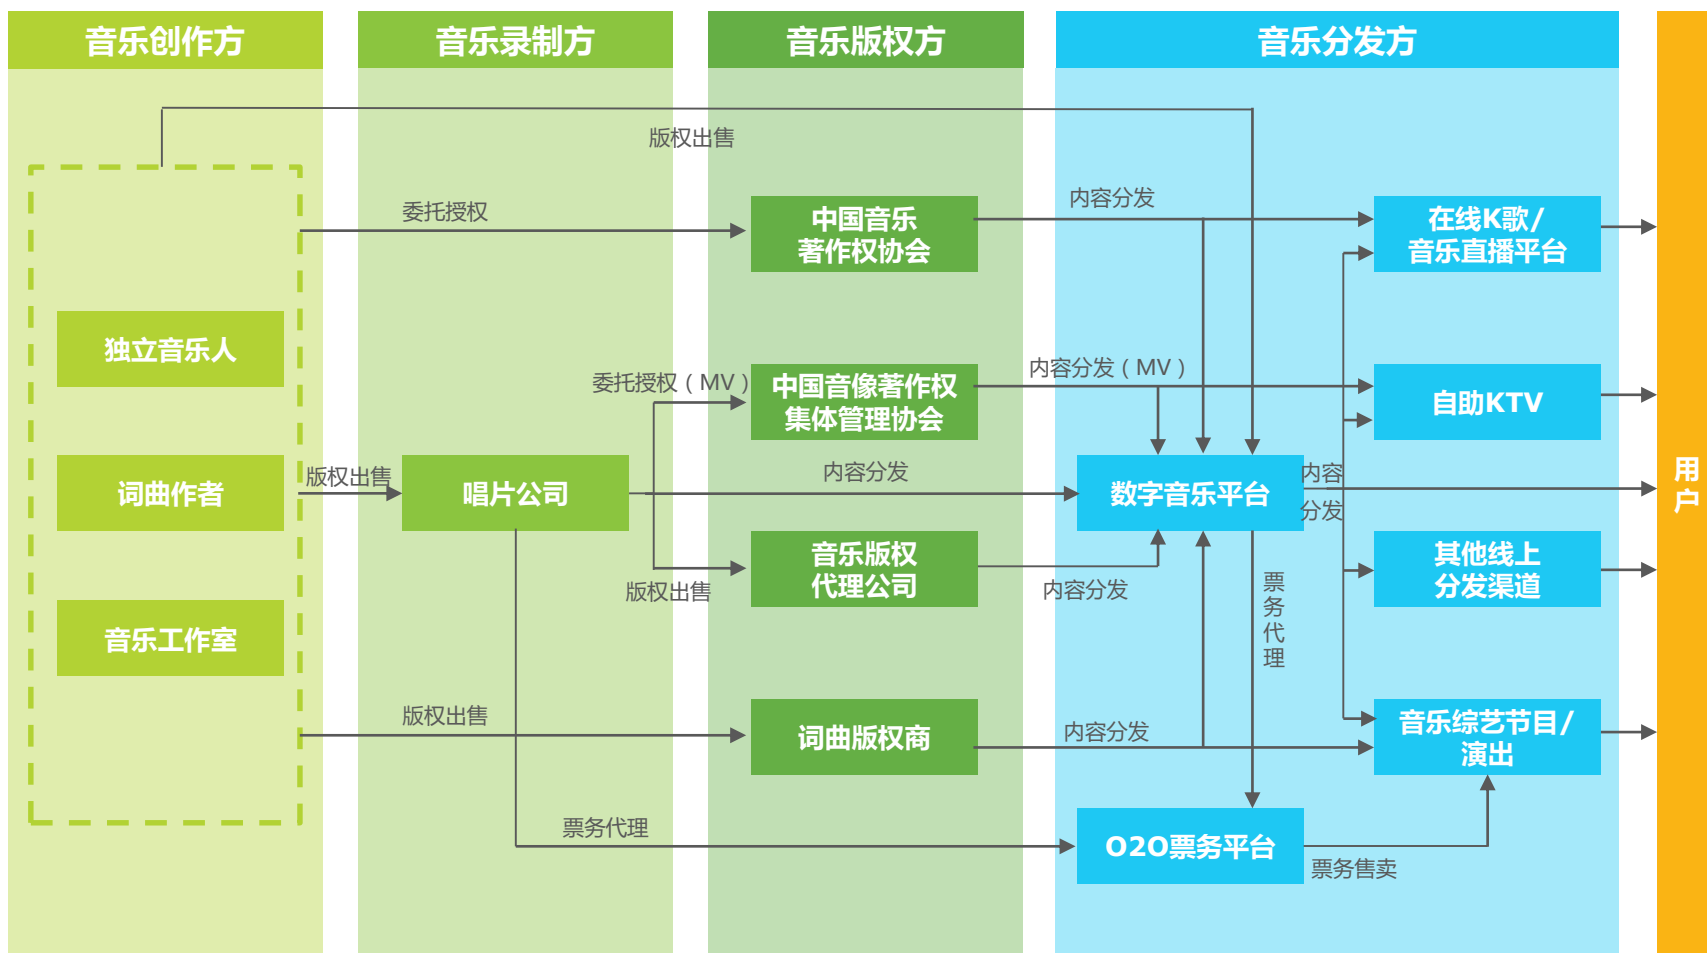 音乐创作方
音乐录制方
音乐版权方
音乐分发方
版权出售
委托授权
中国音乐
著作权协会
内容分发
在线K歌/
音乐直播平台
独立音乐人
委托授权（MV）
中国音像著作权
集体管理协会
内容分发（MV）
自助KTV
词曲作者
版权出售
唱片公司
内容分发
数字音乐平台
内容
分发
用
户
版权出售
音乐版权
代理公司
内容分发
票
务
代
理
其他线上
分发渠道
音乐工作室
版权出售
词曲版权商
内容分发
音乐综艺节目/
演出
票务代理
O2O票务平台
票务售卖